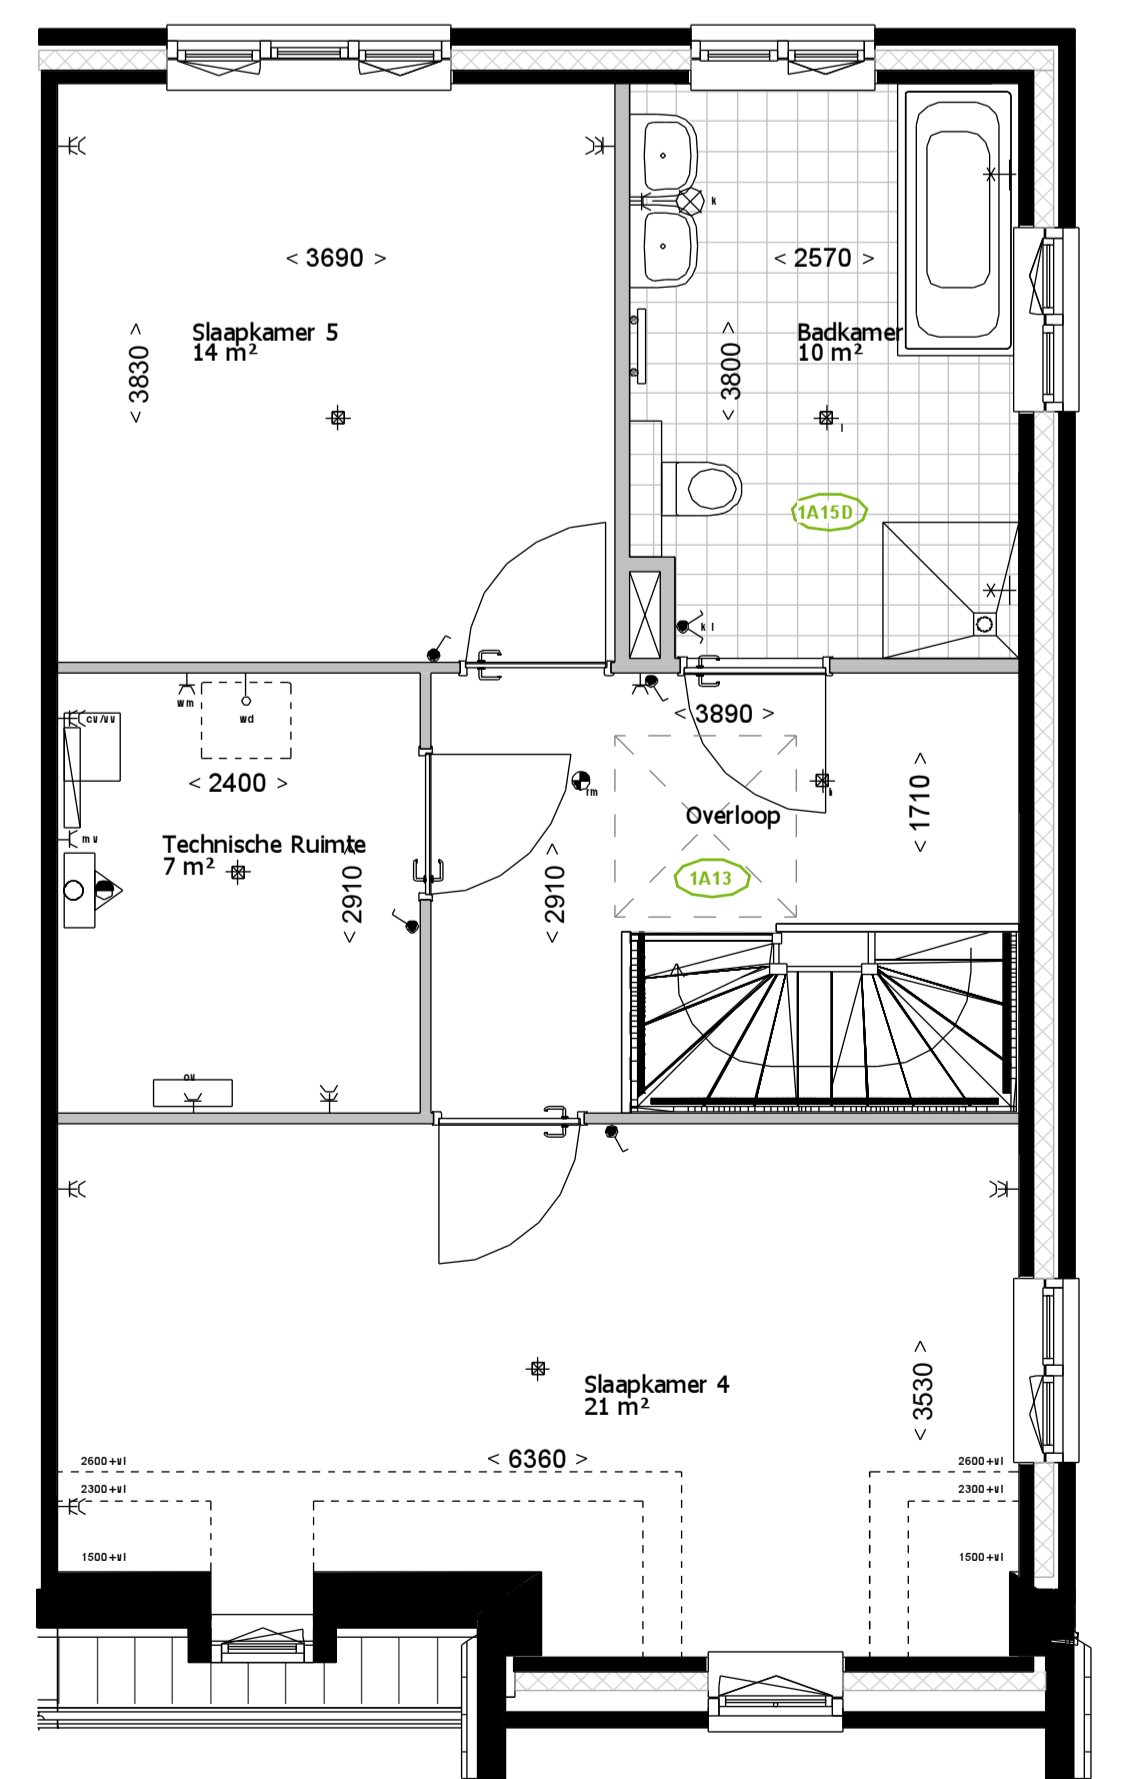 k
< 3690 >
< 2570 >
Slaapkamer 5
14 m²
< 3830 >
Badkamer
10 m²
< 3800 >
l
1A15D
k l
wm
wd
cv/vv
< 3890 >
< 2400 >
rm
k
Overloop
< 1710 >
mv
Technische Ruimte
7 m²
< 2910 >
< 2910 >
1A13
ov
Slaapkamer 4
21 m²
< 3530 >
< 6360 >
2600+vl
2600+vl
2300+vl
2300+vl
1500+vl
1500+vl